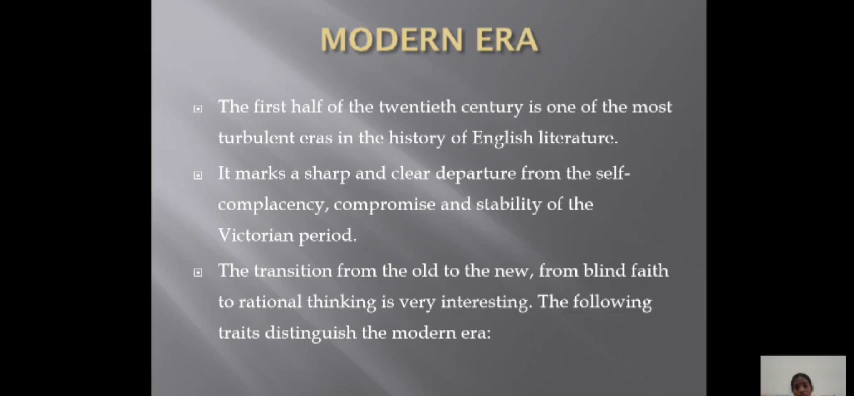 MODERN ERA
The first half of the twentieth century is one of the most
turbulent eras in the history of English literature.
It marks a sharp and clear departure from the self-
complacency, compromise and stability of the
Victorian period.
The transition from the old to the new, from blind faith
to rational thinking is very interesting. The following
traits distinguish the modern era: